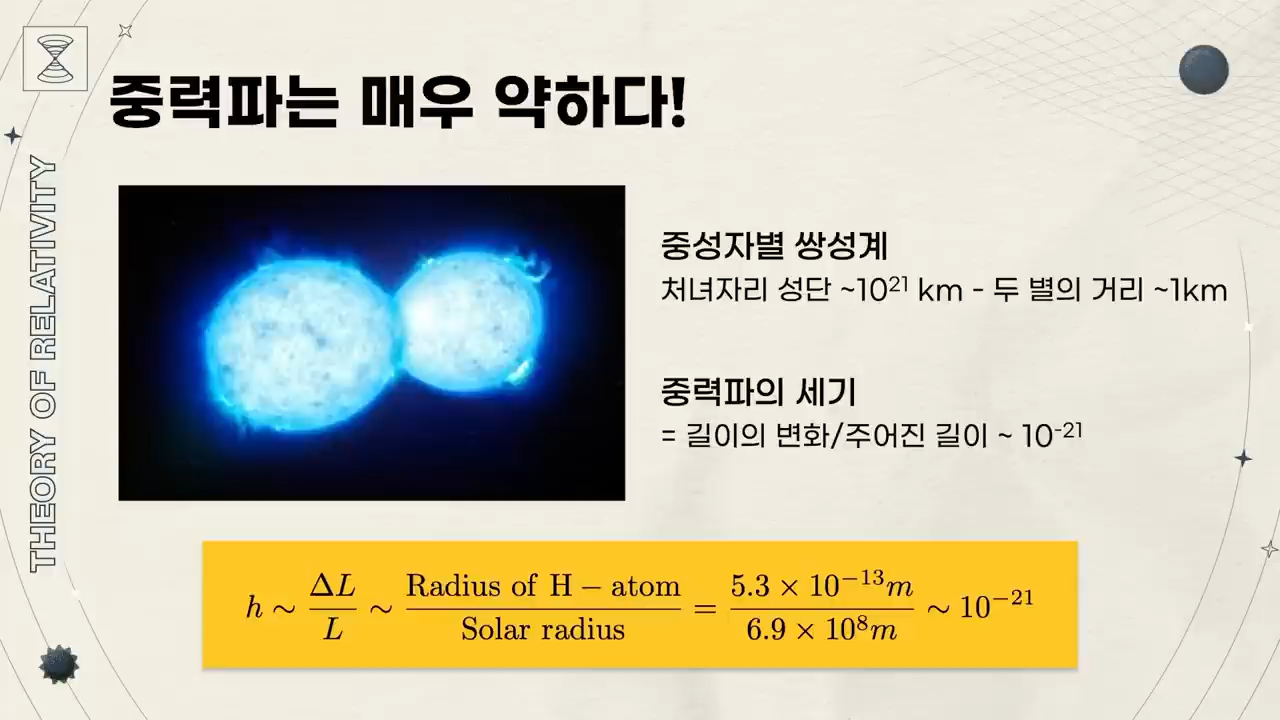 중력파는 매우 약하다!
THEORY OF RELATIVITY
중성자별 쌍성계
처녀자리 성단 ~10²¹ km - 두 별의 거리 ~1km
중력파의 세기
= 길이의 변화/주어진 길이 ~ 10⁻²¹
h ∼ ΔL/L ∼ Radius of H − atom/Solar radius = 5.3 × 10⁻¹³m/6.9 × 10⁸m ∼ 10⁻²¹